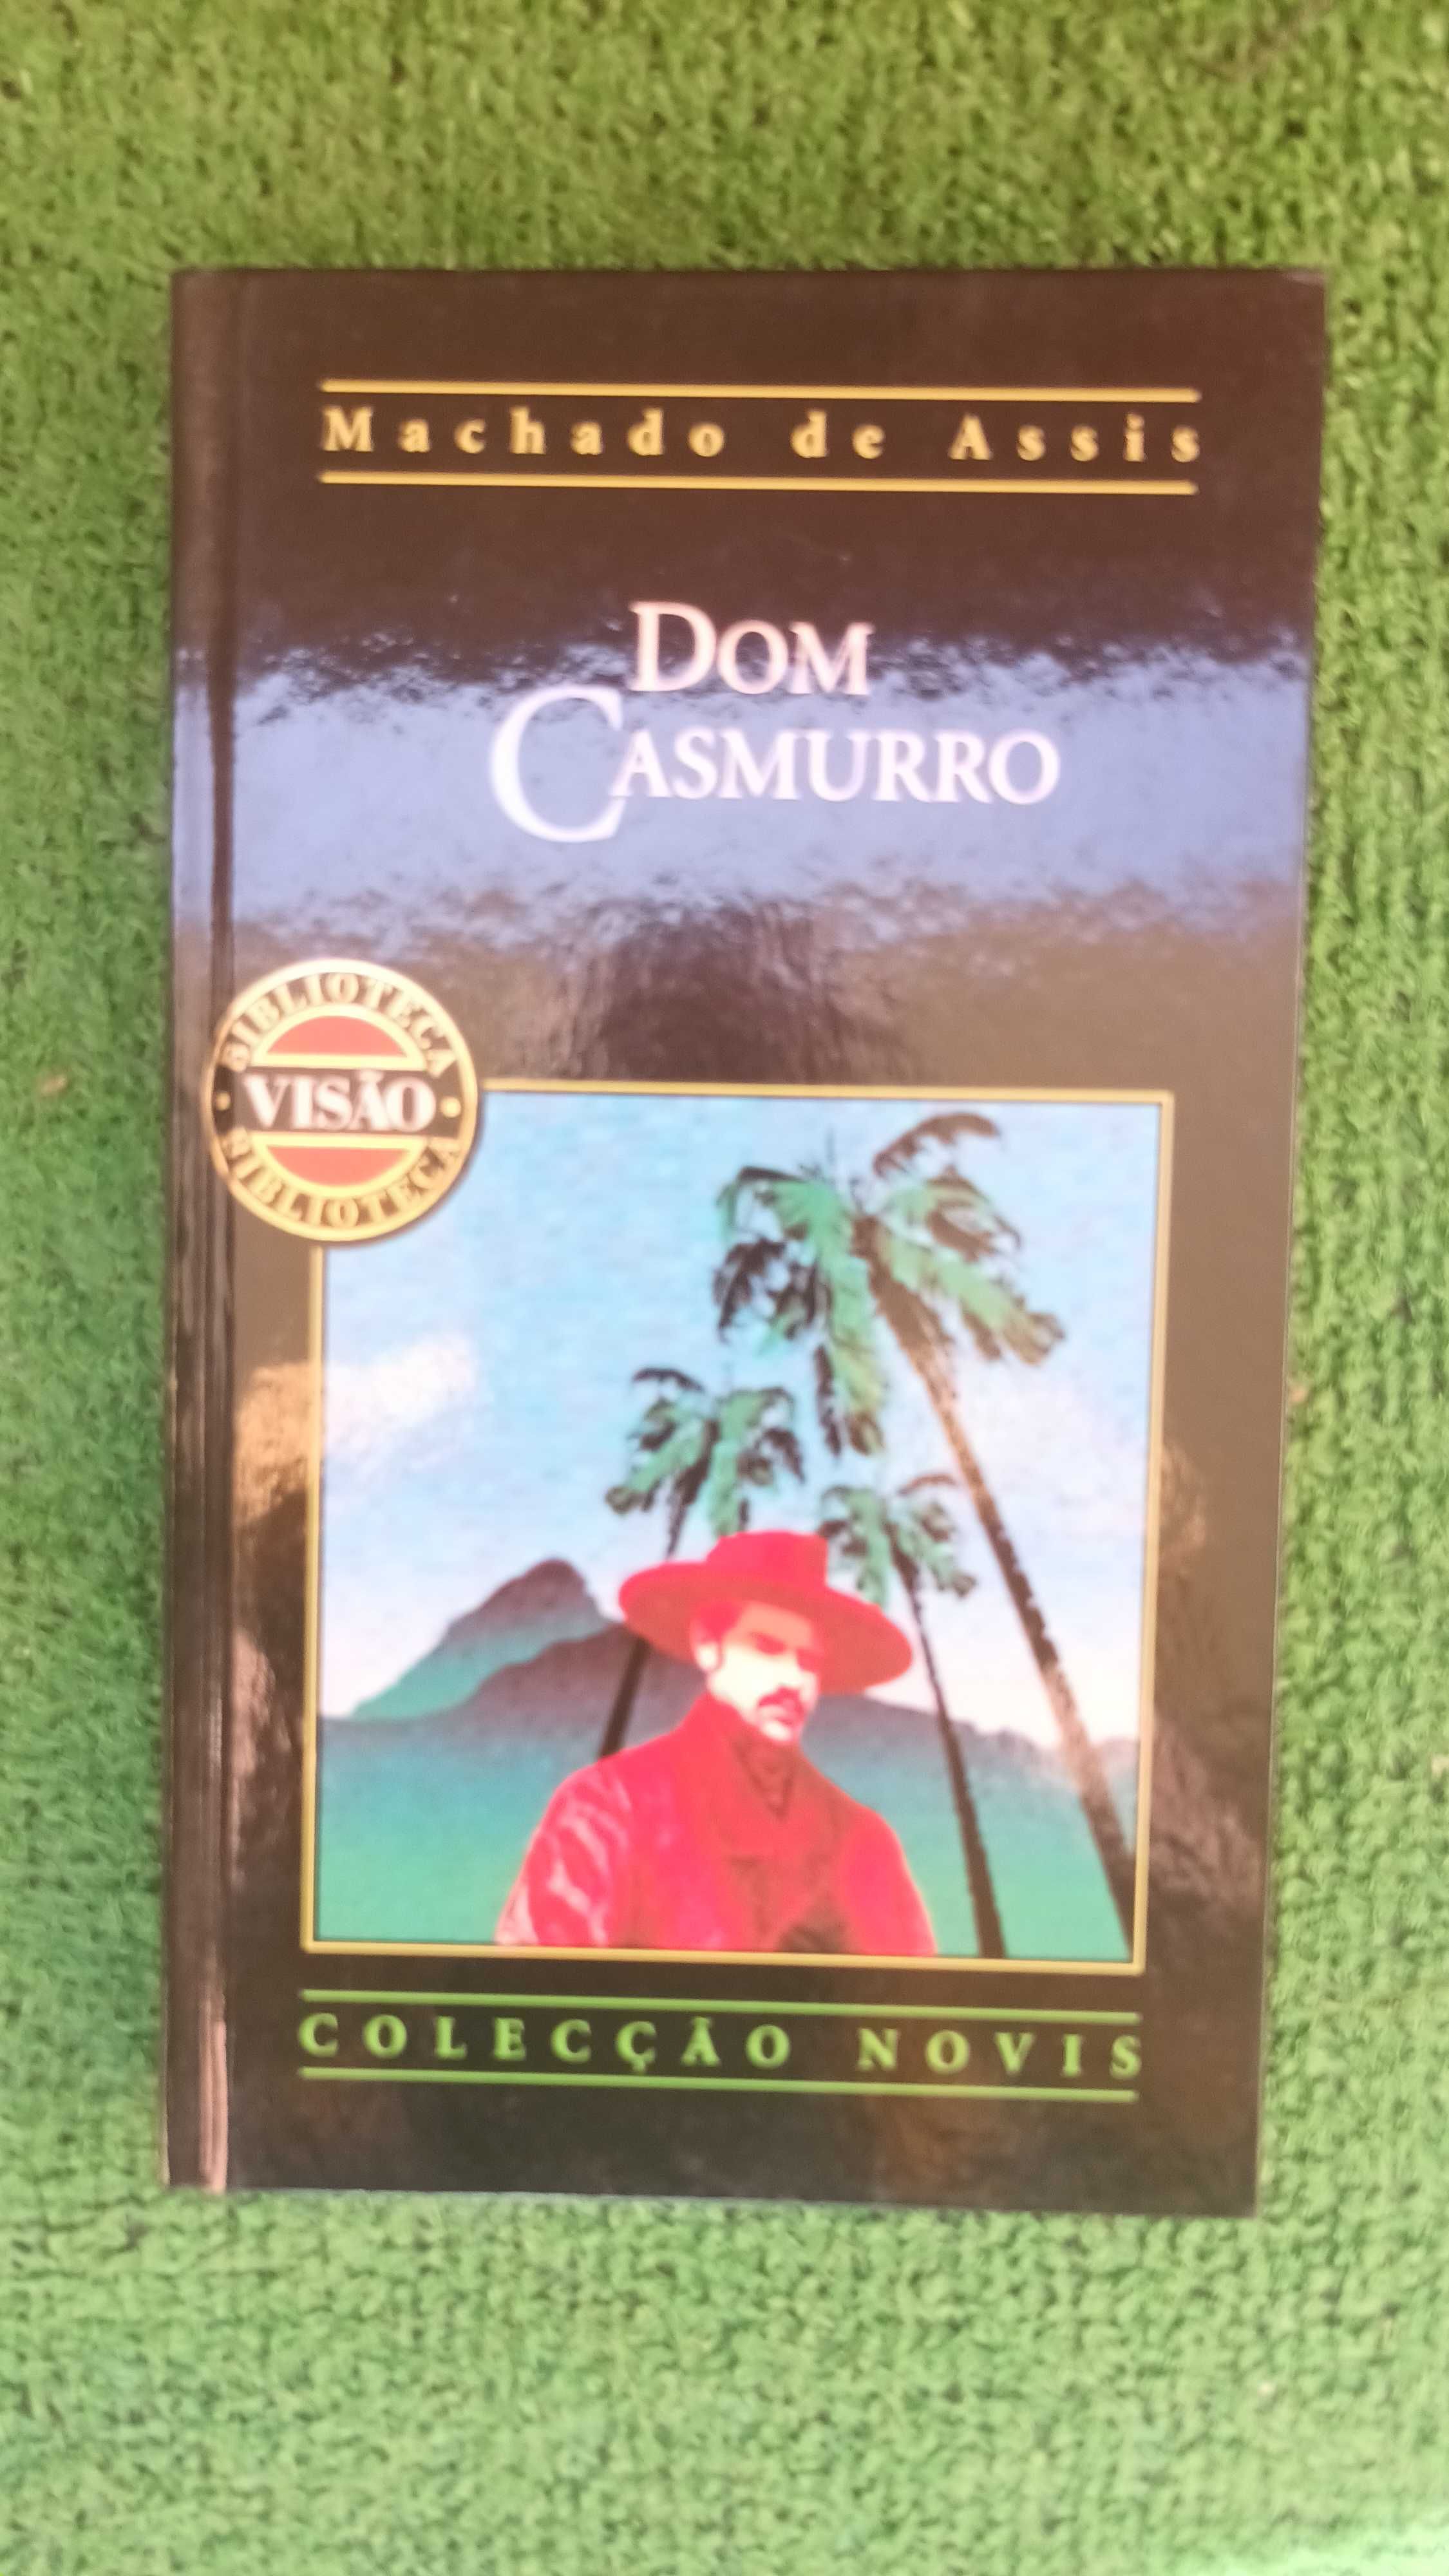 Machado de Assis
DOM
CASMURRO
BIBLIOTECA
VISÃO
BIBLIOTECA
COLECÇÃO NOVIS